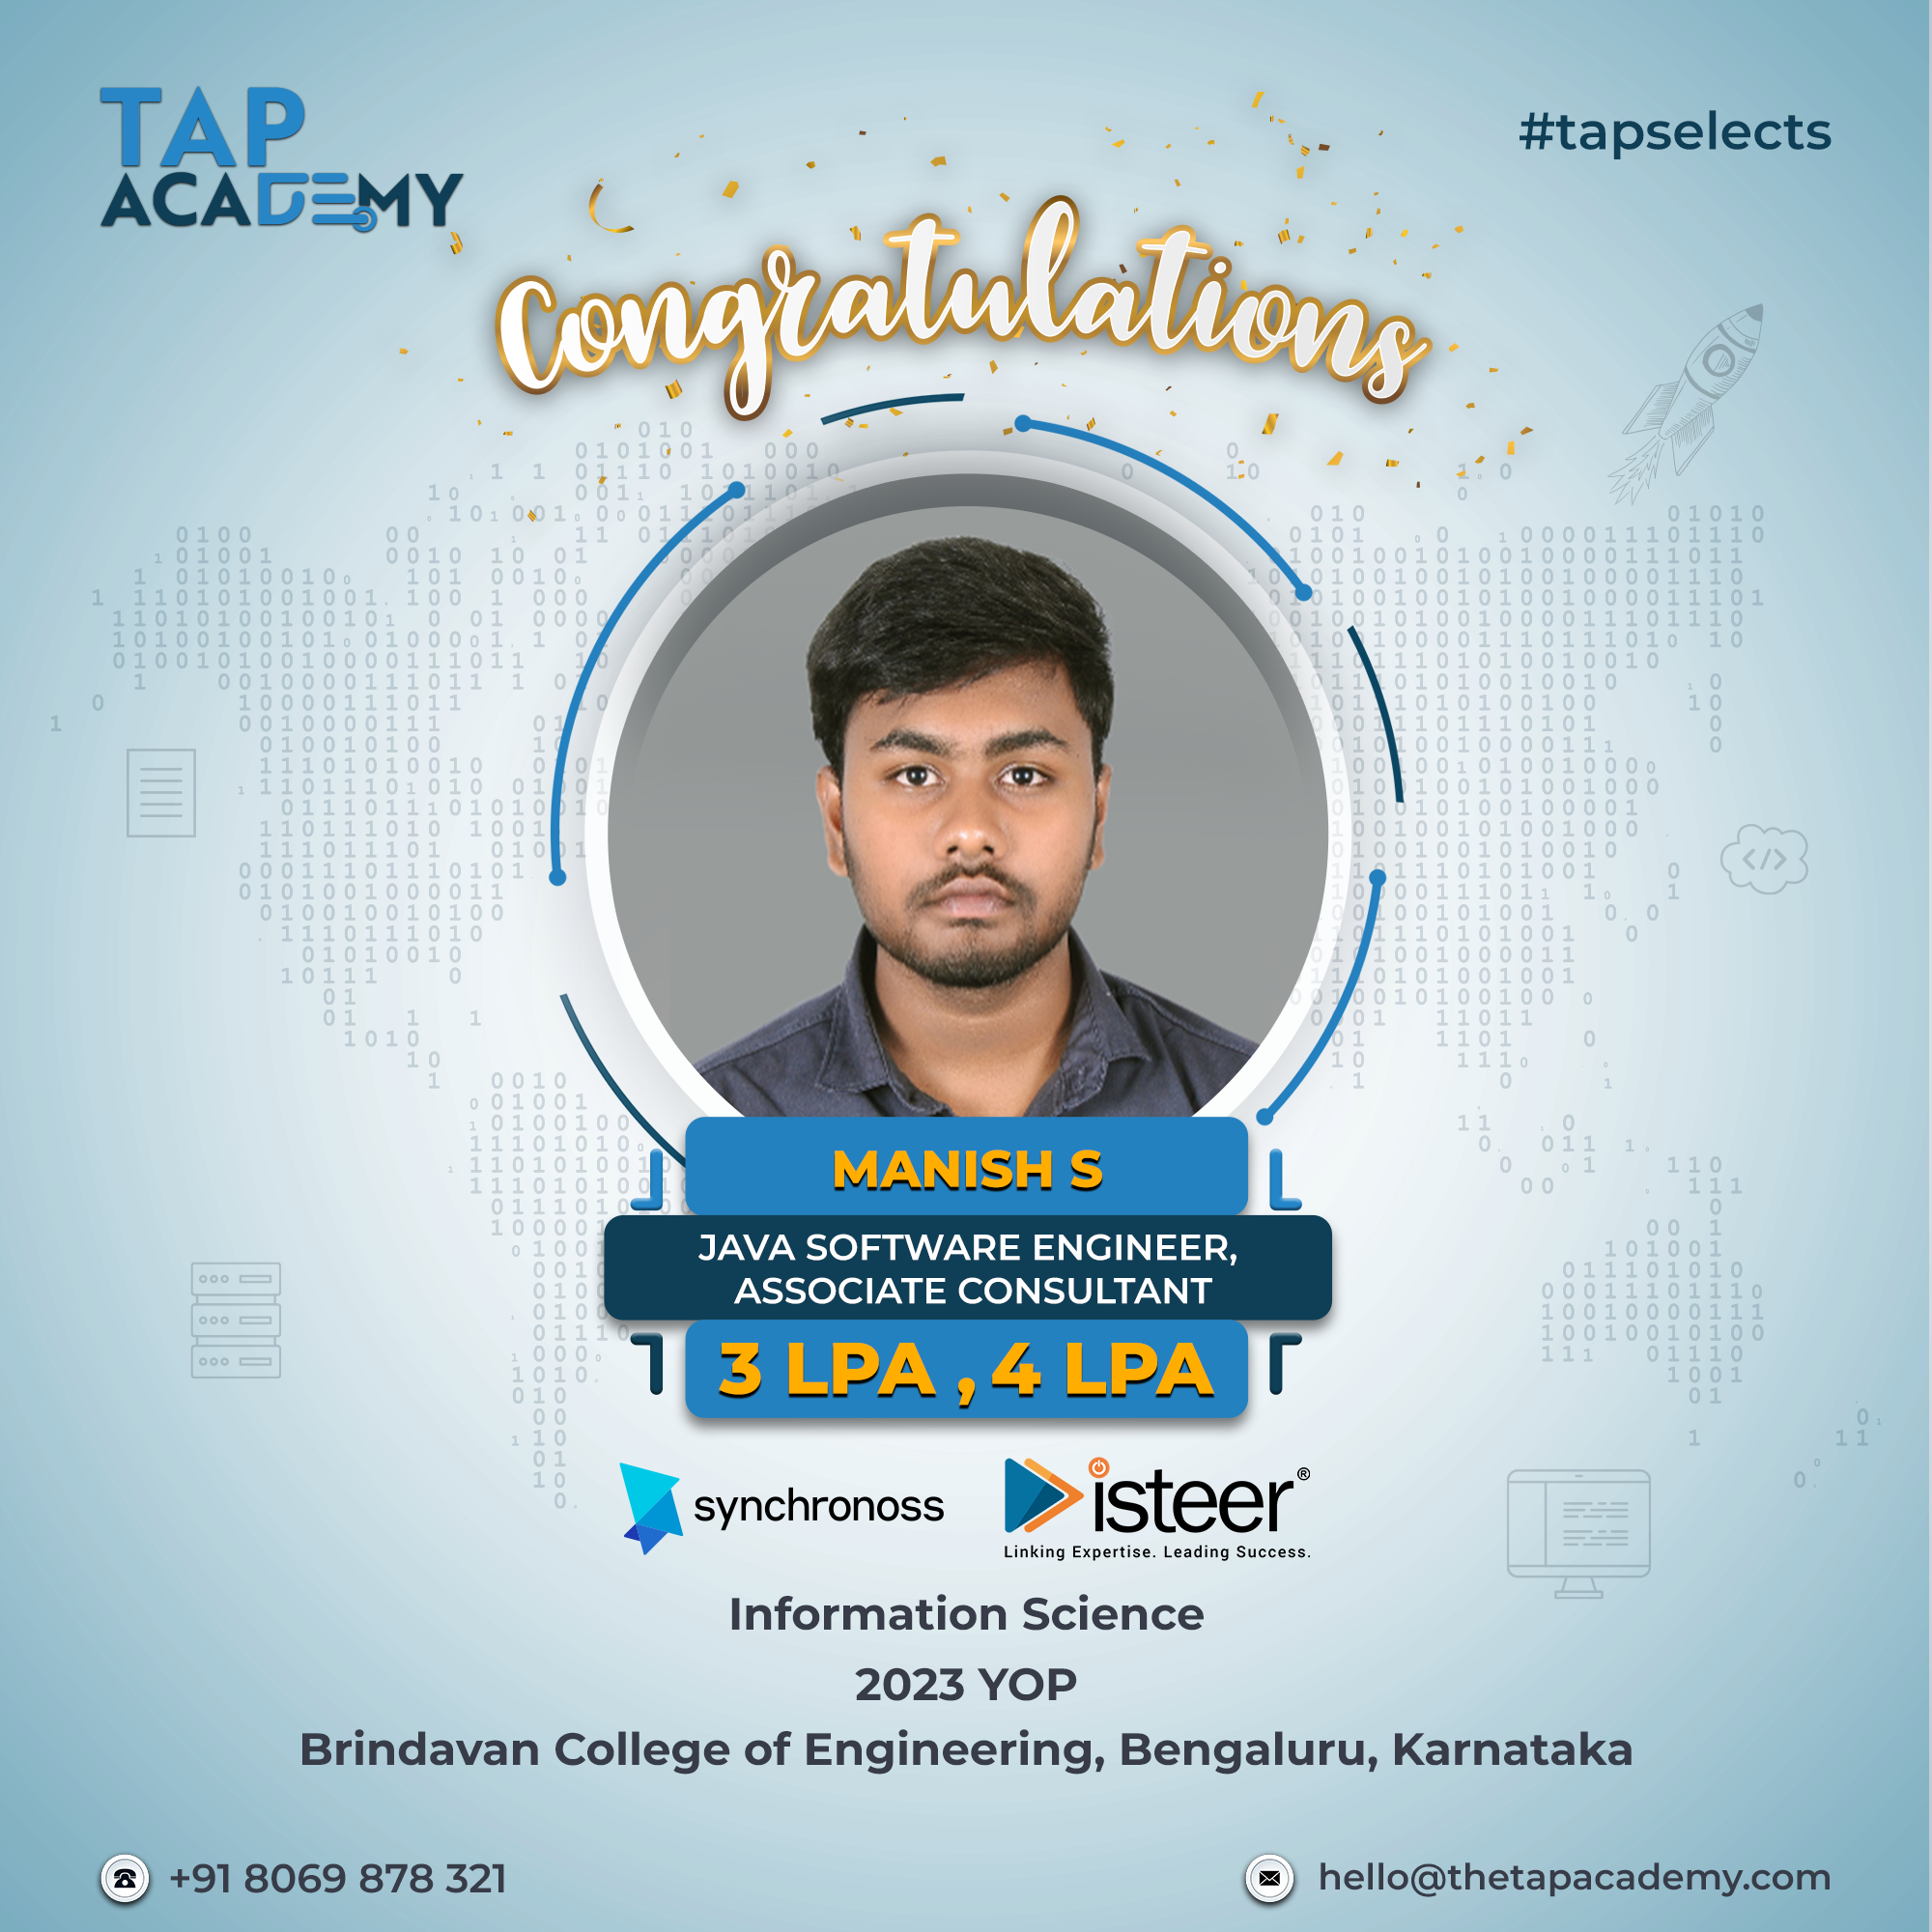 TAP
ACADEMY
#tapselects
Congratulations
MANISH S
JAVA SOFTWARE ENGINEER,
ASSOCIATE CONSULTANT
3 LPA , 4 LPA
synchronoss
isteer®
Linking Expertise. Leading Success.
Information Science
2023 YOP
Brindavan College of Engineering, Bengaluru, Karnataka
+91 8069 878 321
hello@thetapacademy.com